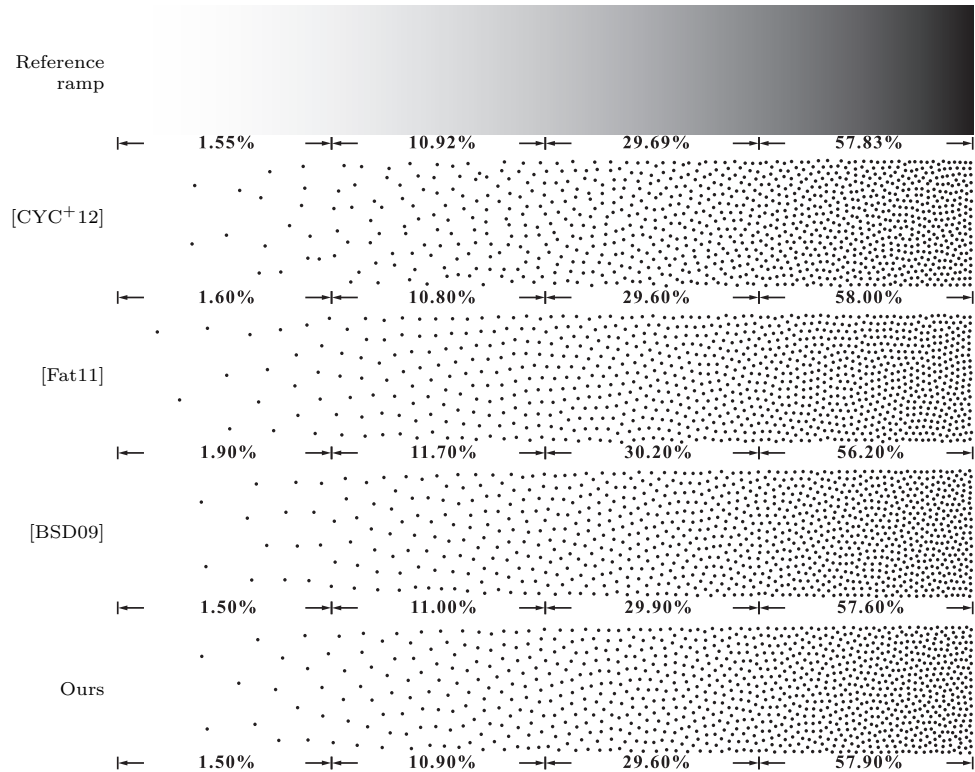 Reference
ramp
1.55% 10.92% 29.69% 57.83%
[CYC+12]
1.60% 10.80% 29.60% 58.00%
[Fat11]
1.90% 11.70% 30.20% 56.20%
[BSD09]
1.50% 11.00% 29.90% 57.60%
Ours
1.50% 10.90% 29.60% 57.90%